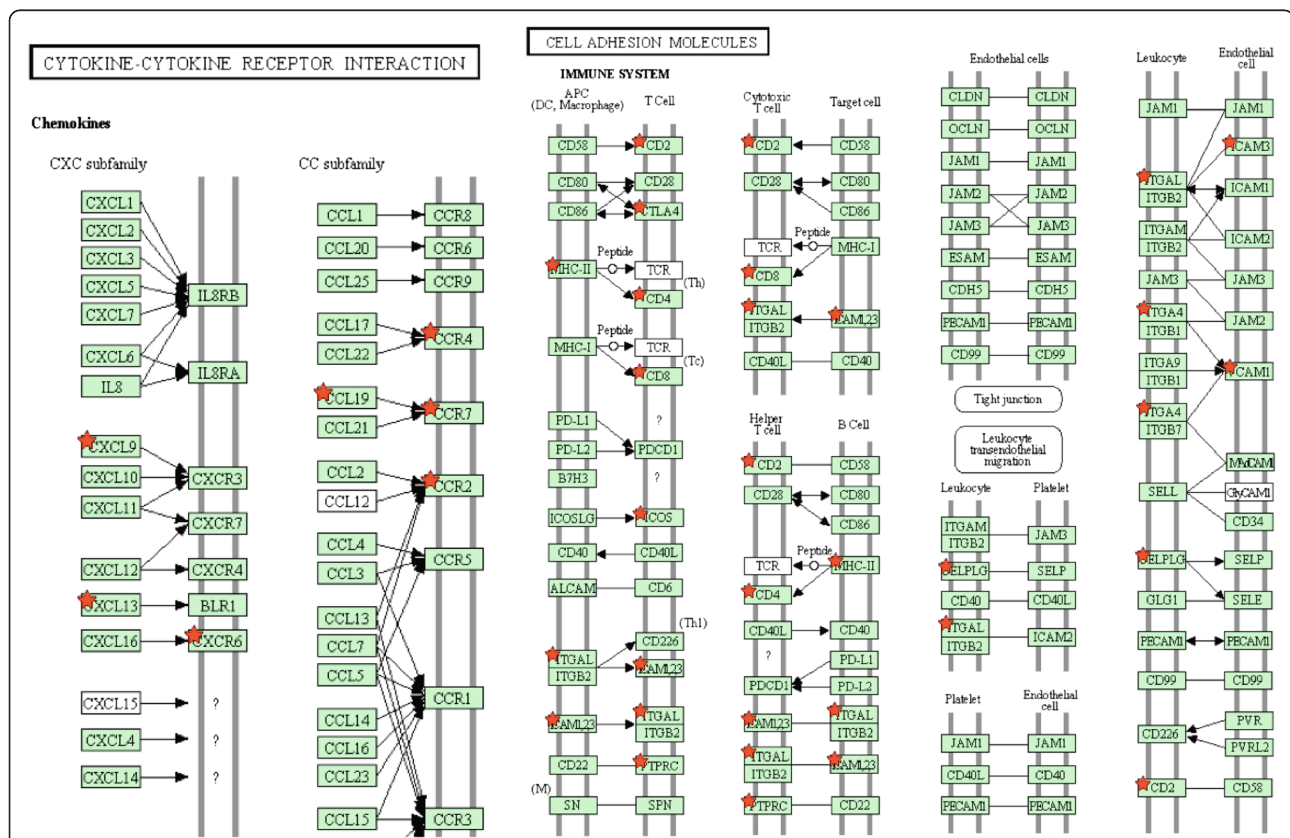 CYTOKINE-CYTOKINE RECEPTOR INTERACTION
Chemokines
CXC subfamily
CXCL1
CXCL2
CXCL3
CXCL5
CXCL7
CXCL6
IL8
IL8RB
IL8RA
CXCL9
CXCL10
CXCL11
CXCL12
CXCL13
CXCL16
CXCL15
CXCL4
CXCL14
CXCR3
CXCR7
CXCR4
BLR1
CXCR6
?
?
?
CC subfamily
CCL1
CCL20
CCL25
CCL17
CCL22
CCL19
CCL21
CCL2
CCL12
CCL4
CCL3
CCL13
CCL7
CCL5
CCL14
CCL16
CCL23
CCL15
CCR8
CCR6
CCR9
CCR4
CCR7
CCR2
CCR5
CCR1
CCR3
CELL ADHESION MOLECULES
IMMUNE SYSTEM
APC
(DC, Macrophage)
T Cell
CD58
CD2
CD80
CD28
CD86
CTLA4
Peptide
MHC-II
TCR
(Th)
CD4
Peptide
MHC-I
TCR
(Tc)
CD8
PD-L1
?
PD-L2
PDCD1
B7H3
?
ICOSLG
ICOS
CD40
CD40L
ALCAM
CD6
(Th1)
CD226
ITGAL
ITGB2
ICAM1,2,3
ICAM1,2,3
ITGAL
ITGB2
CD22
PTPRC
(M)
SN
SPN
Cytotoxic
T cell
Target cell
CD2
CD58
CD28
CD80
CD86
Peptide
TCR
MHC-I
CD8
ITGAL
ITGB2
ICAM1,2,3
CD40L
CD40
Helper
T cell
B Cell
CD2
CD58
CD28
CD80
CD86
Peptide
TCR
MHC-II
CD4
CD40L
CD40
?
PD-L1
PDCD1
PD-L2
ICAM1,2,3
ITGAL
ITGB2
ITGAL
ITGB2
ICAM1,2,3
PTPRC
CD22
Endothelial cells
CLDN
CLDN
OCLN
OCLN
JAM1
JAM1
JAM2
JAM2
JAM3
JAM3
ESAM
ESAM
CDH5
CDH5
PECAM1
PECAM1
CD99
CD99
Tight junction
Leukocyte
transendothelial
migration
Leukocyte
Platelet
ITGAM
ITGB2
JAM3
SELPLG
SELP
CD40
CD40L
ITGAL
ITGB2
ICAM2
Platelet
Endothelial
cell
JAM1
JAM1
CD40L
CD40
PECAM1
PECAM1
Leukocyte
Endothelial
cell
JAM1
JAM1
ICAM3
ITGAL
ITGB2
ICAM1
ITGAM
ITGB2
ICAM2
JAM3
JAM3
ITGA4
ITGB1
JAM2
ITGA9
ITGB1
VCAM1
ITGA4
ITGB7
MAdCAM1
SELL
GlyCAM1
CD34
SELPLG
SELP
GLG1
SELE
PECAM1
PECAM1
CD99
CD99
CD226
PVR
PVRL2
CD2
CD58